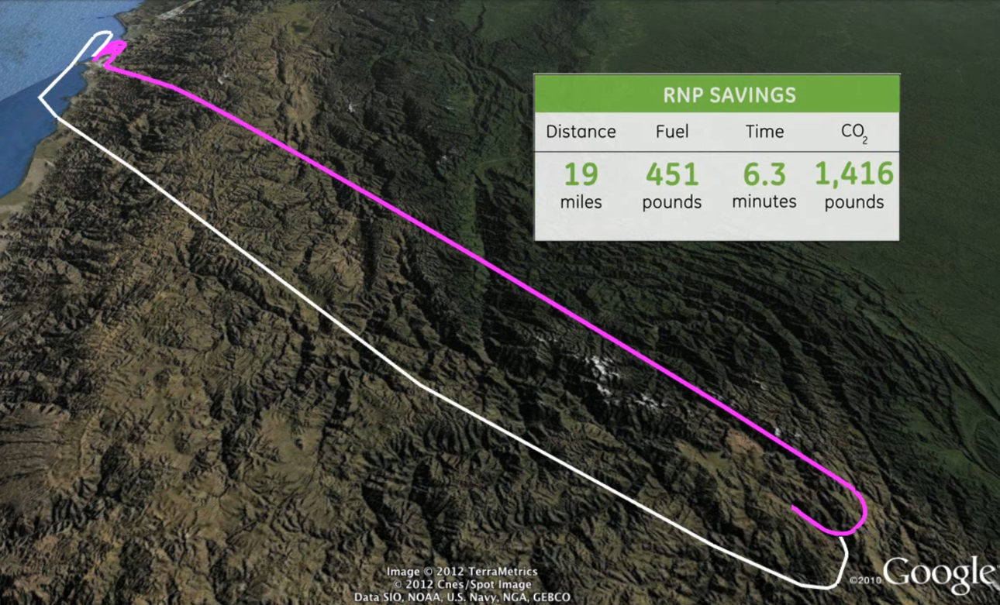 RNP SAVINGS
Distance Fuel Time CO₂
19 451 6.3 1,416
miles pounds minutes pounds
Image © 2012 TerraMetrics
© 2012 Cnes/Spot Image
Data SIO, NOAA, U.S. Navy, NGA, GEBCO
©2010 Google